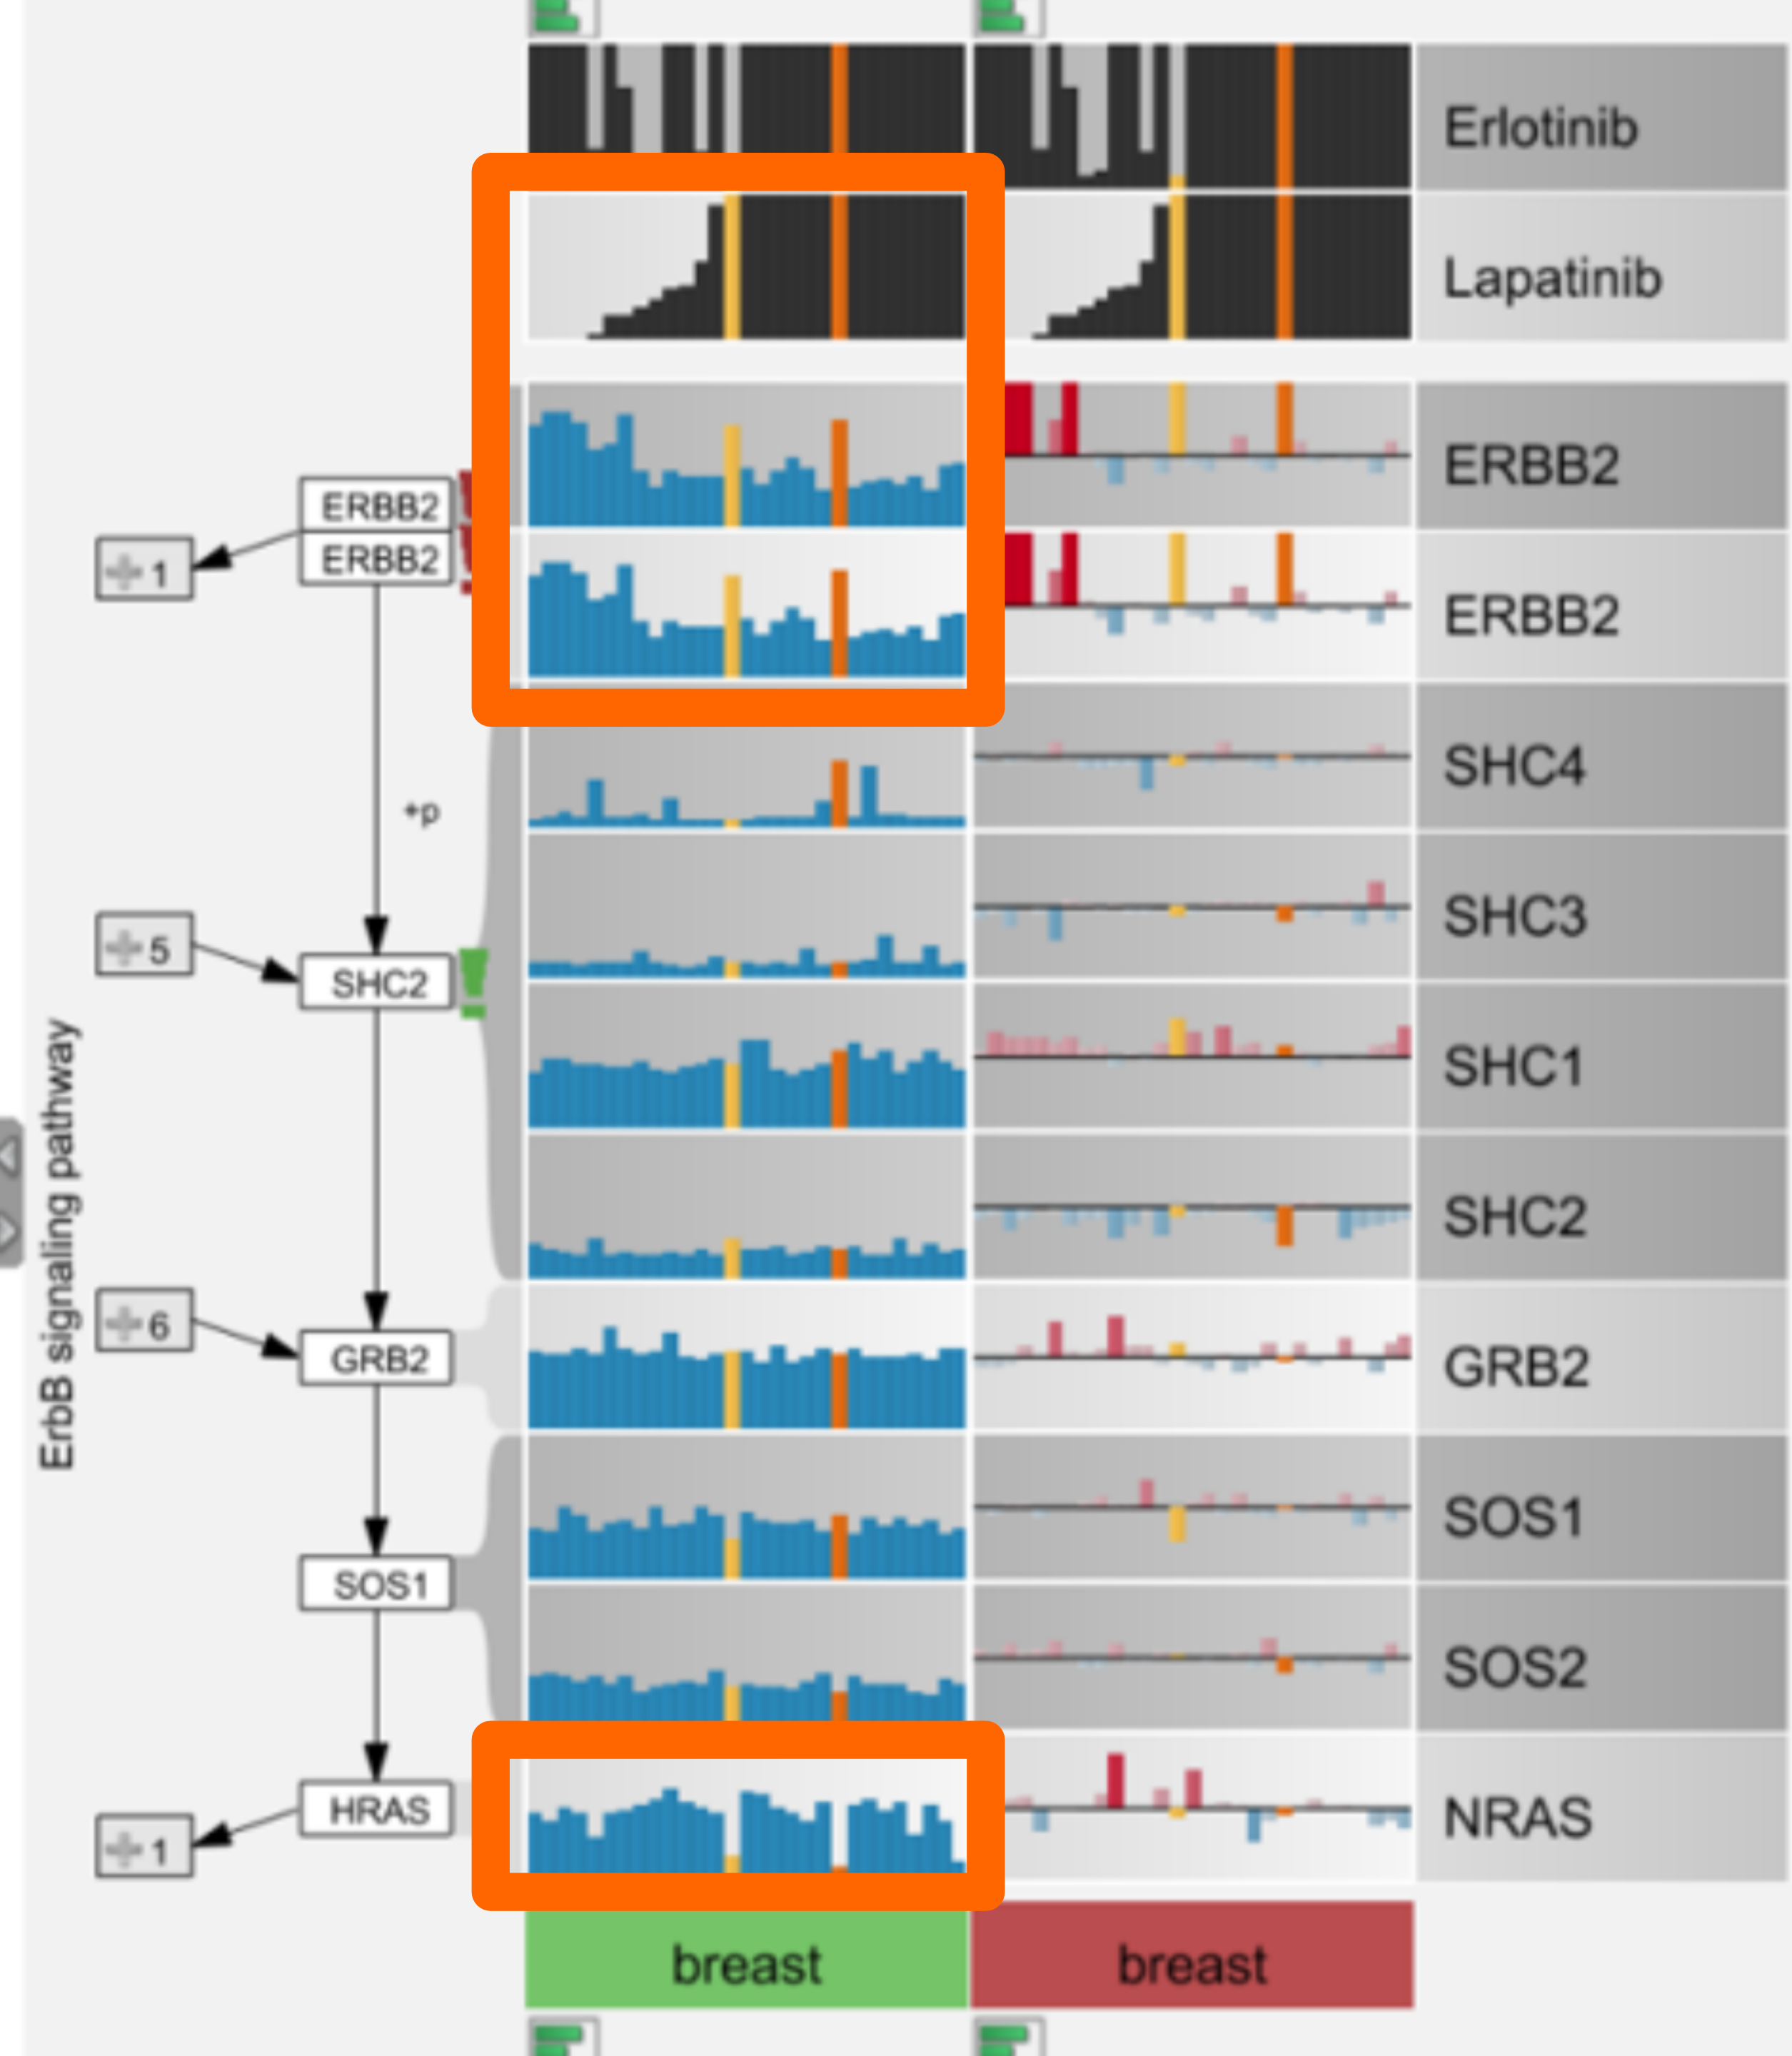 Erlotinib
Lapatinib
ERBB2
ERBB2
ERBB2
+1
ERBB2
ERBB2
SHC4
+p
SHC3
+5
SHC2
SHC1
ErbB signaling pathway
SHC2
+6
GRB2
GRB2
SOS1
SOS1
SOS2
HRAS
+1
NRAS
breast
breast